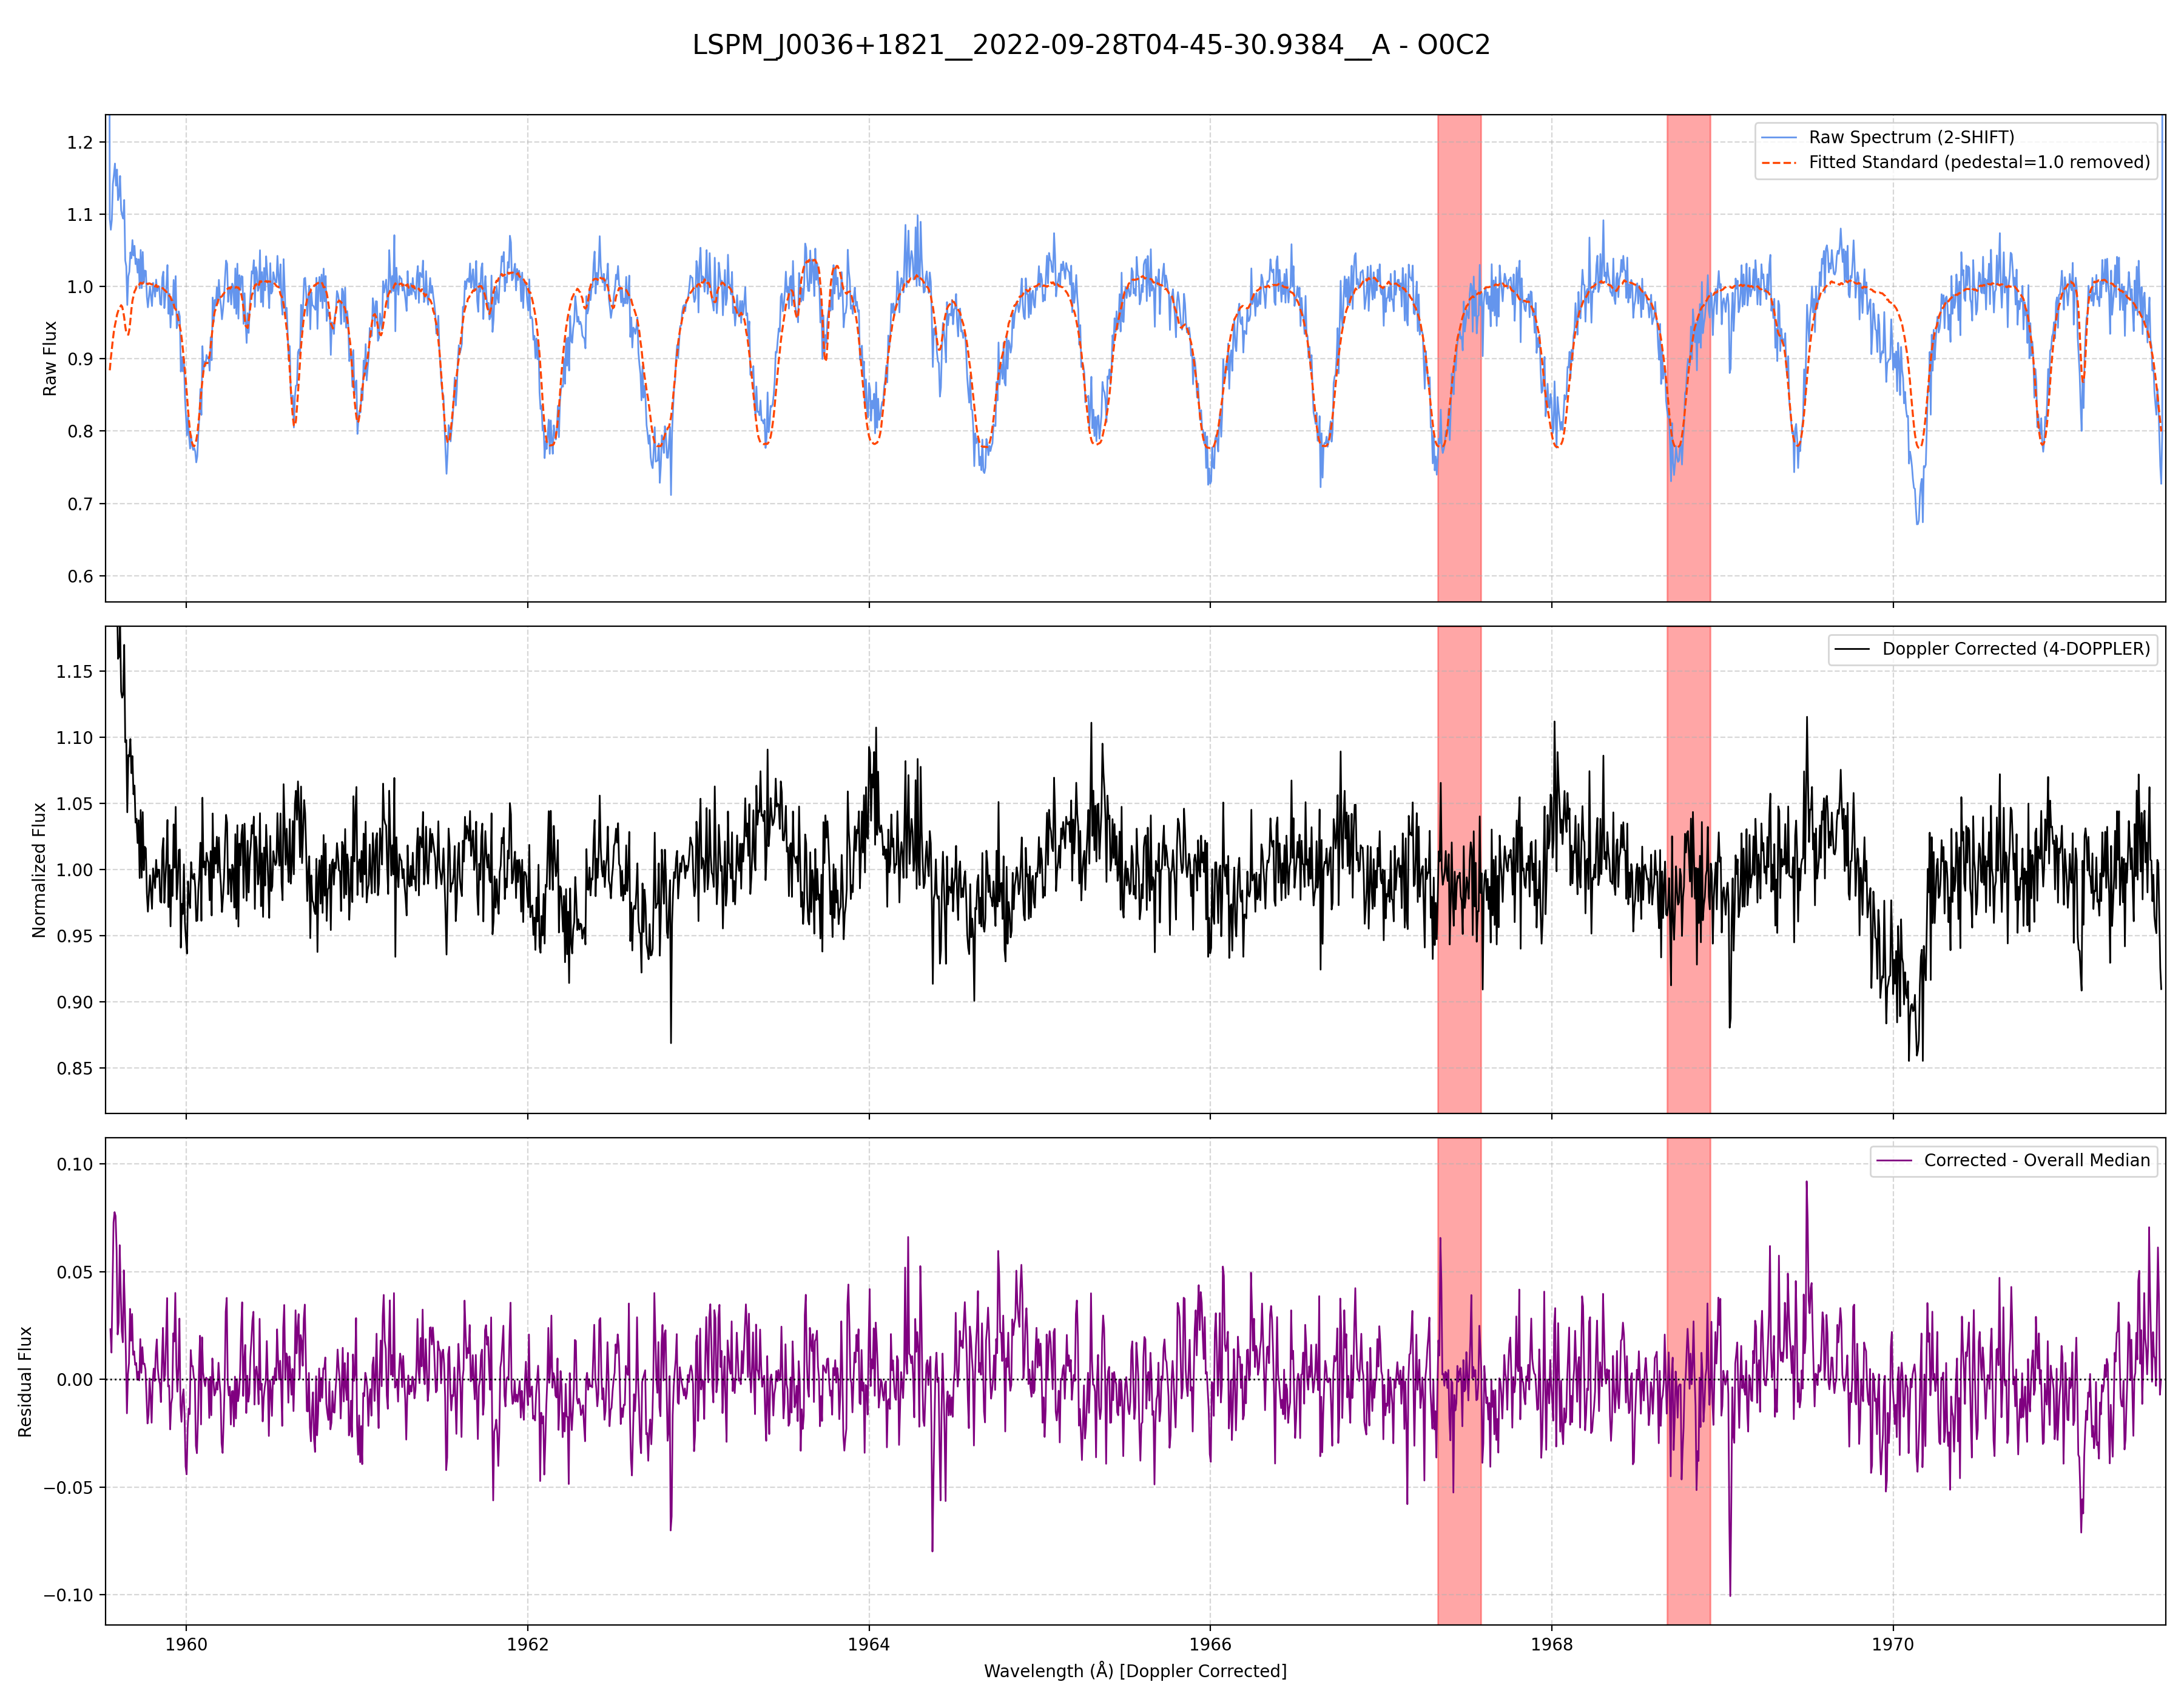 LSPM_J0036+1821__2022-09-28T04-45-30.9384__A - O0C2
Raw Flux
1.2
1.1
1.0
0.9
0.8
0.7
0.6
Raw Spectrum (2-SHIFT)
Fitted Standard (pedestal=1.0 removed)
Normalized Flux
1.15
1.10
1.05
1.00
0.95
0.90
0.85
Doppler Corrected (4-DOPPLER)
Residual Flux
0.10
0.05
0.00
−0.05
−0.10
Corrected - Overall Median
1960 1962 1964 1966 1968 1970
Wavelength (Å) [Doppler Corrected]